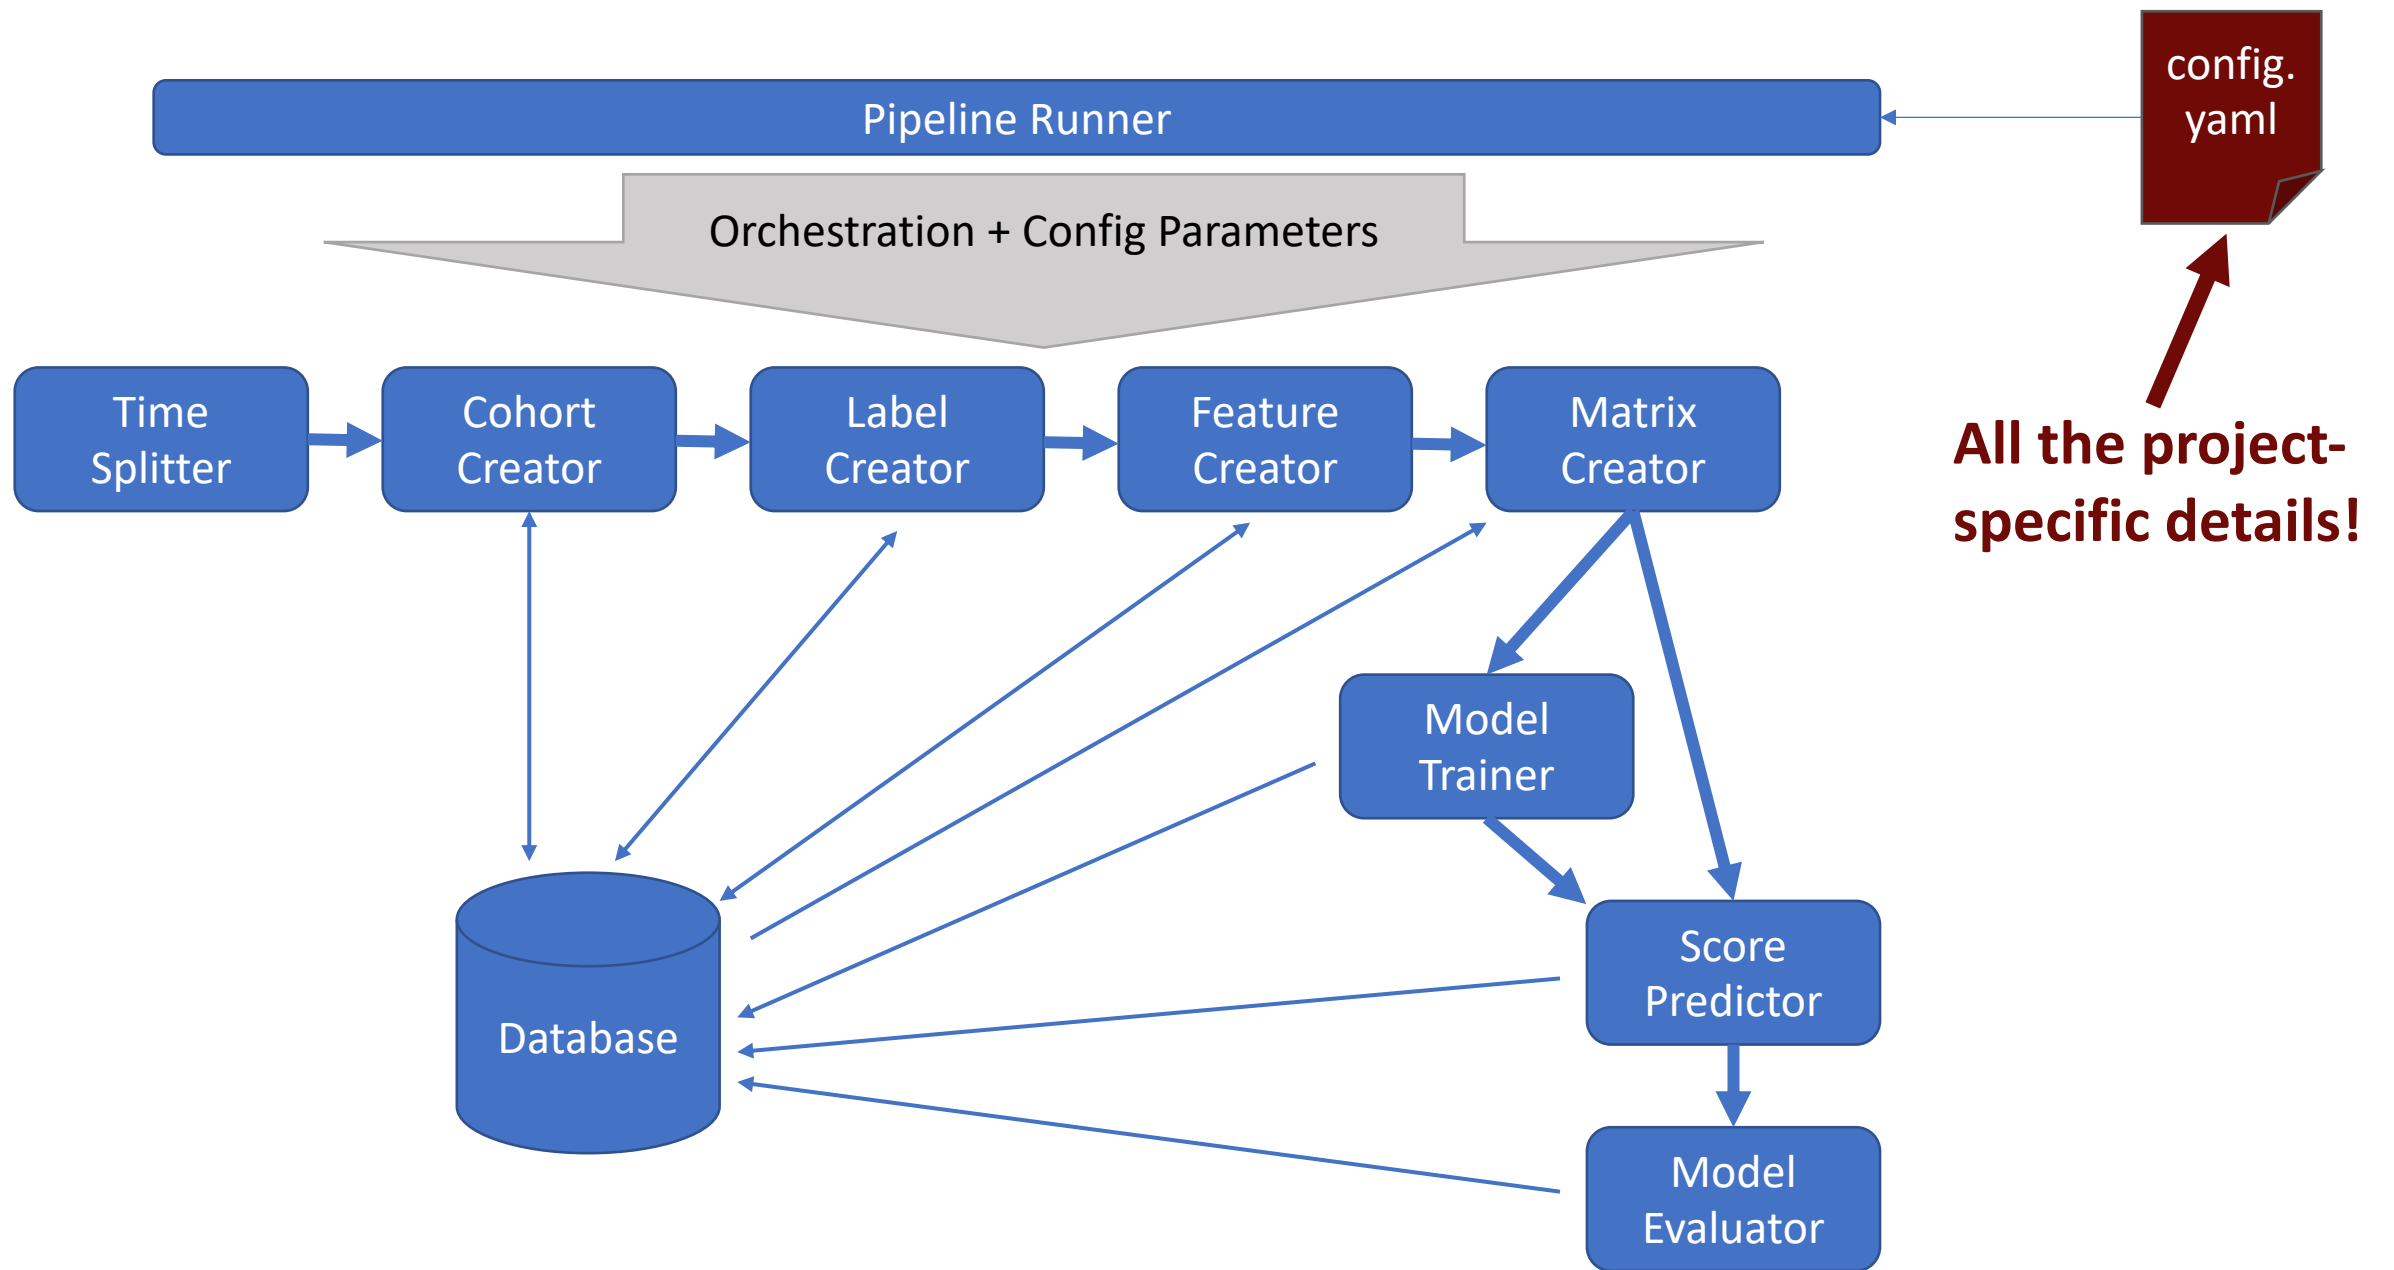 config.
yaml
Pipeline Runner
Orchestration + Config Parameters
Time
Splitter
Cohort
Creator
Label
Creator
Feature
Creator
Matrix
Creator
All the project-
specific details!
Model
Trainer
Score
Predictor
Database
Model
Evaluator